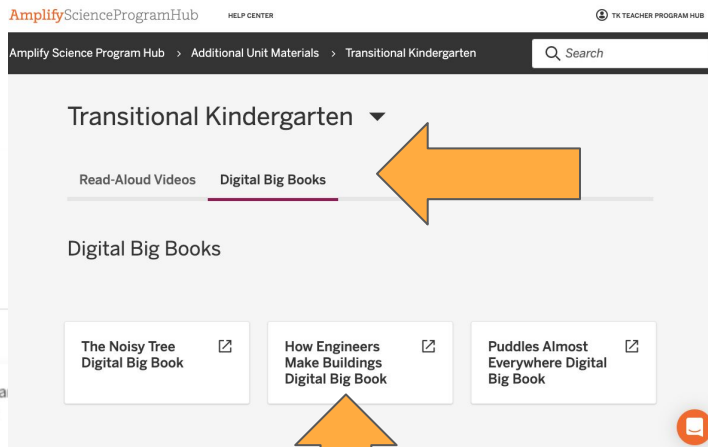 AmplifyScienceProgramHub HELP CENTER TK TEACHER PROGRAM HUB
Amplify Science Program Hub > Additional Unit Materials > Transitional Kindergarten Search
Transitional Kindergarten
Read-Aloud Videos Digital Big Books
Digital Big Books
The Noisy Tree
Digital Big Book
How Engineers
Make Buildings
Digital Big Book
Puddles Almost
Everywhere Digital
Big Book